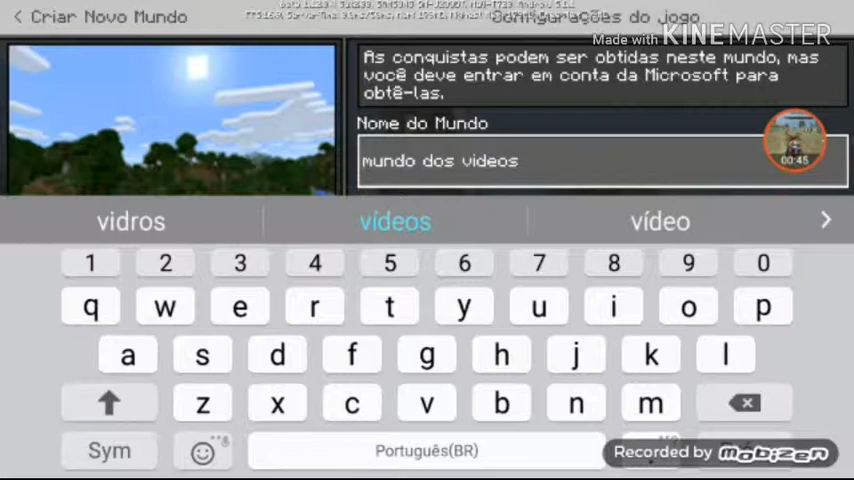 Criar Novo Mundo
Configurações do jogo
Made with KINEMASTER
As conquistas podem ser obtidas neste mundo, mas
você deve entrar em conta da Microsoft para
obtê-las.
Nome do Mundo
mundo dos videos
00:45
vidros vídeos vídeo
1 2 3 4 5 6 7 8 9 0
q w e r t y u i o p
a s d f g h j k l
z x c v b n m
Sym Português(BR)
Recorded by Mobizen